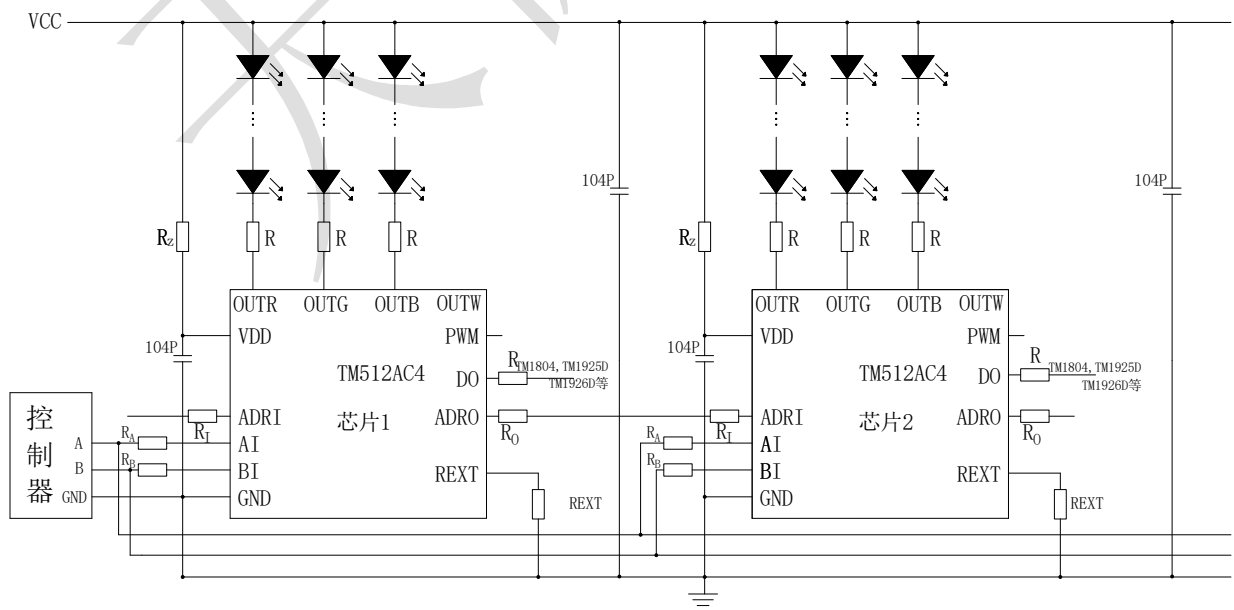 VCC
104P
104P
Rz
R
R
R
Rz
R
R
R
OUTR OUTG OUTB OUTW
OUTR OUTG OUTB OUTW
VDD
PWM
VDD
PWM
104P
104P
TM512AC4
TM512AC4
DO
R
TM1804,TM1925D
TM1926D等
DO
R
TM1804,TM1925D
TM1926D等
控制器
A
B
GND
RA
RB
RI
ADRI
芯片1
ADRO
RO
RI
ADRI
芯片2
ADRO
RO
AI
BI
GND
REXT
REXT
RA
RB
AI
BI
GND
REXT
REXT